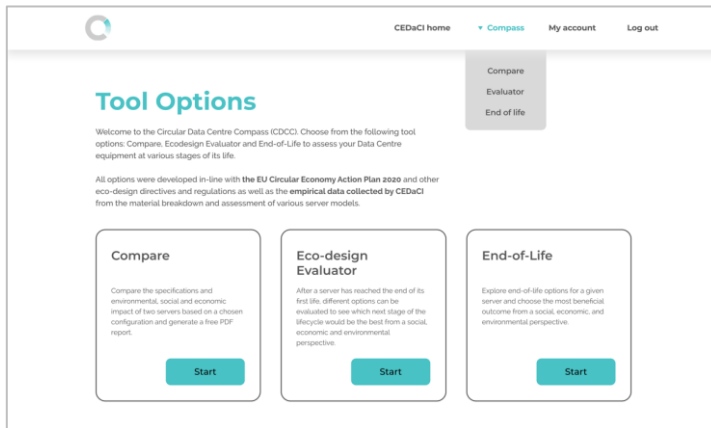 CEDaCI home
▾ Compass
My account
Log out
Compare
Evaluator
End of life
Tool Options
Welcome to the Circular Data Centre Compass (CDCC). Choose from the following tool
options: Compare, Ecodesign Evaluator and End-of-Life to assess your Data Centre
equipment at various stages of its life.
All options were developed in-line with the EU Circular Economy Action Plan 2020 and other
eco-design directives and regulations as well as the empirical data collected by CEDaCI
from the material breakdown and assessment of various server models.
Compare
Compare the specifications and
environmental, social and economic
impact of two servers based on a chosen
configuration and generate a free PDF
report.
Start
Eco-design
Evaluator
After a server has reached the end of its
first life, different options can be
evaluated to see which next stage of the
lifecycle would be the best from a social,
economic and environmental
perspective.
Start
End-of-Life
Explore end-of-life options for a given
server and choose the most beneficial
outcome from a social, economic, and
environmental perspective.
Start